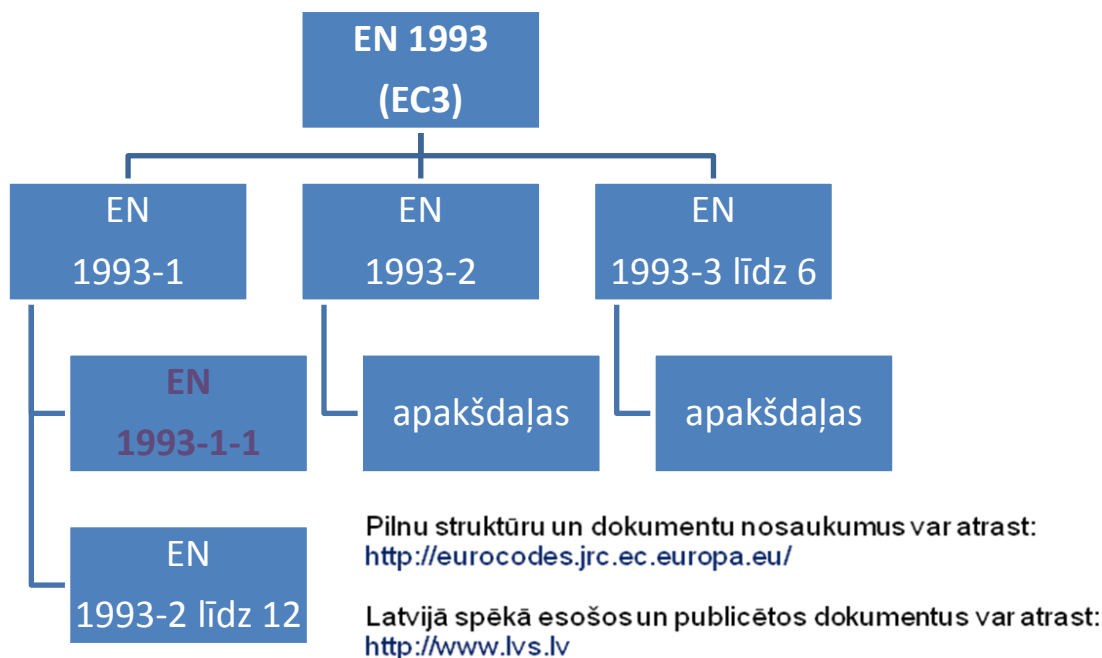 EN 1993
(EC3)
EN
1993-1
EN
1993-2
EN
1993-3 līdz 6
EN
1993-1-1
apakšdaļas
apakšdaļas
EN
1993-2 līdz 12
Pilnu struktūru un dokumentu nosaukumus var atrast:
http://eurocodes.jrc.ec.europa.eu/
Latvijā spēkā esošos un publicētos dokumentus var atrast:
http://www.lvs.lv